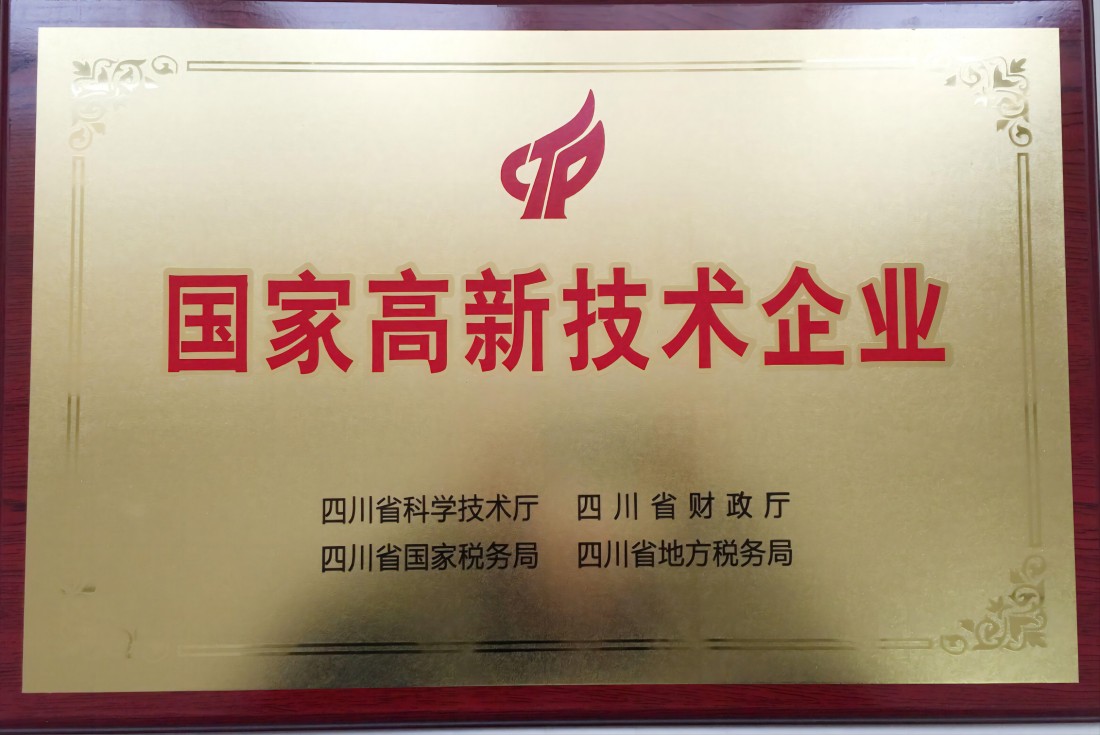 CTP
国家高新技术企业
四川省科学技术厅 四川省财政厅
四川省国家税务局 四川省地方税务局